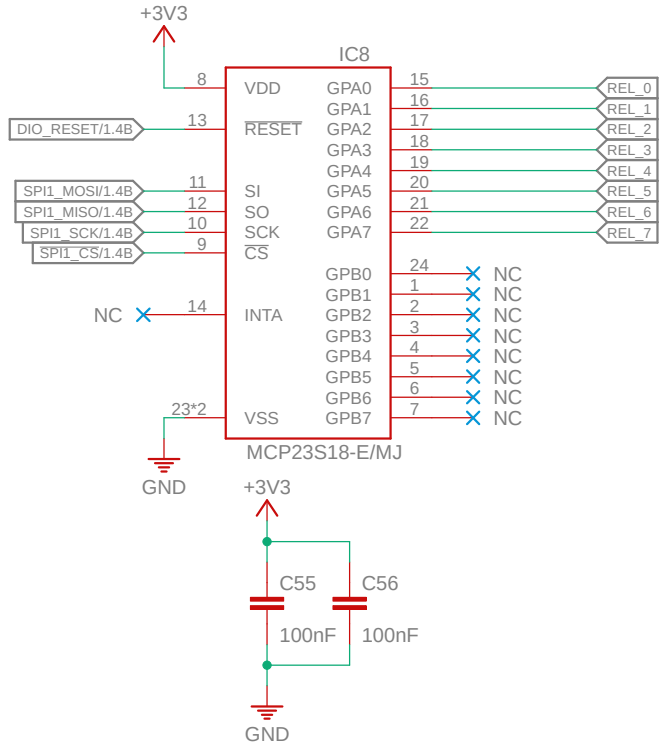 +3V3
IC8
8 VDD GPA0 15 REL_0
GPA1 16 REL_1
DIO_RESET/1.4B 13 RESET GPA2 17 REL_2
GPA3 18 REL_3
GPA4 19 REL_4
SPI1_MOSI/1.4B 11 SI GPA5 20 REL_5
SPI1_MISO/1.4B 12 SO GPA6 21 REL_6
SPI1_SCK/1.4B 10 SCK GPA7 22 REL_7
SPI1_CS/1.4B 9 CS
GPB0 24 NC
GPB1 1 NC
NC 14 INTA GPB2 2 NC
GPB3 3 NC
GPB4 4 NC
GPB5 5 NC
GPB6 6 NC
23*2 VSS GPB7 7 NC
MCP23S18-E/MJ
GND
+3V3
C55 C56
100nF 100nF
GND